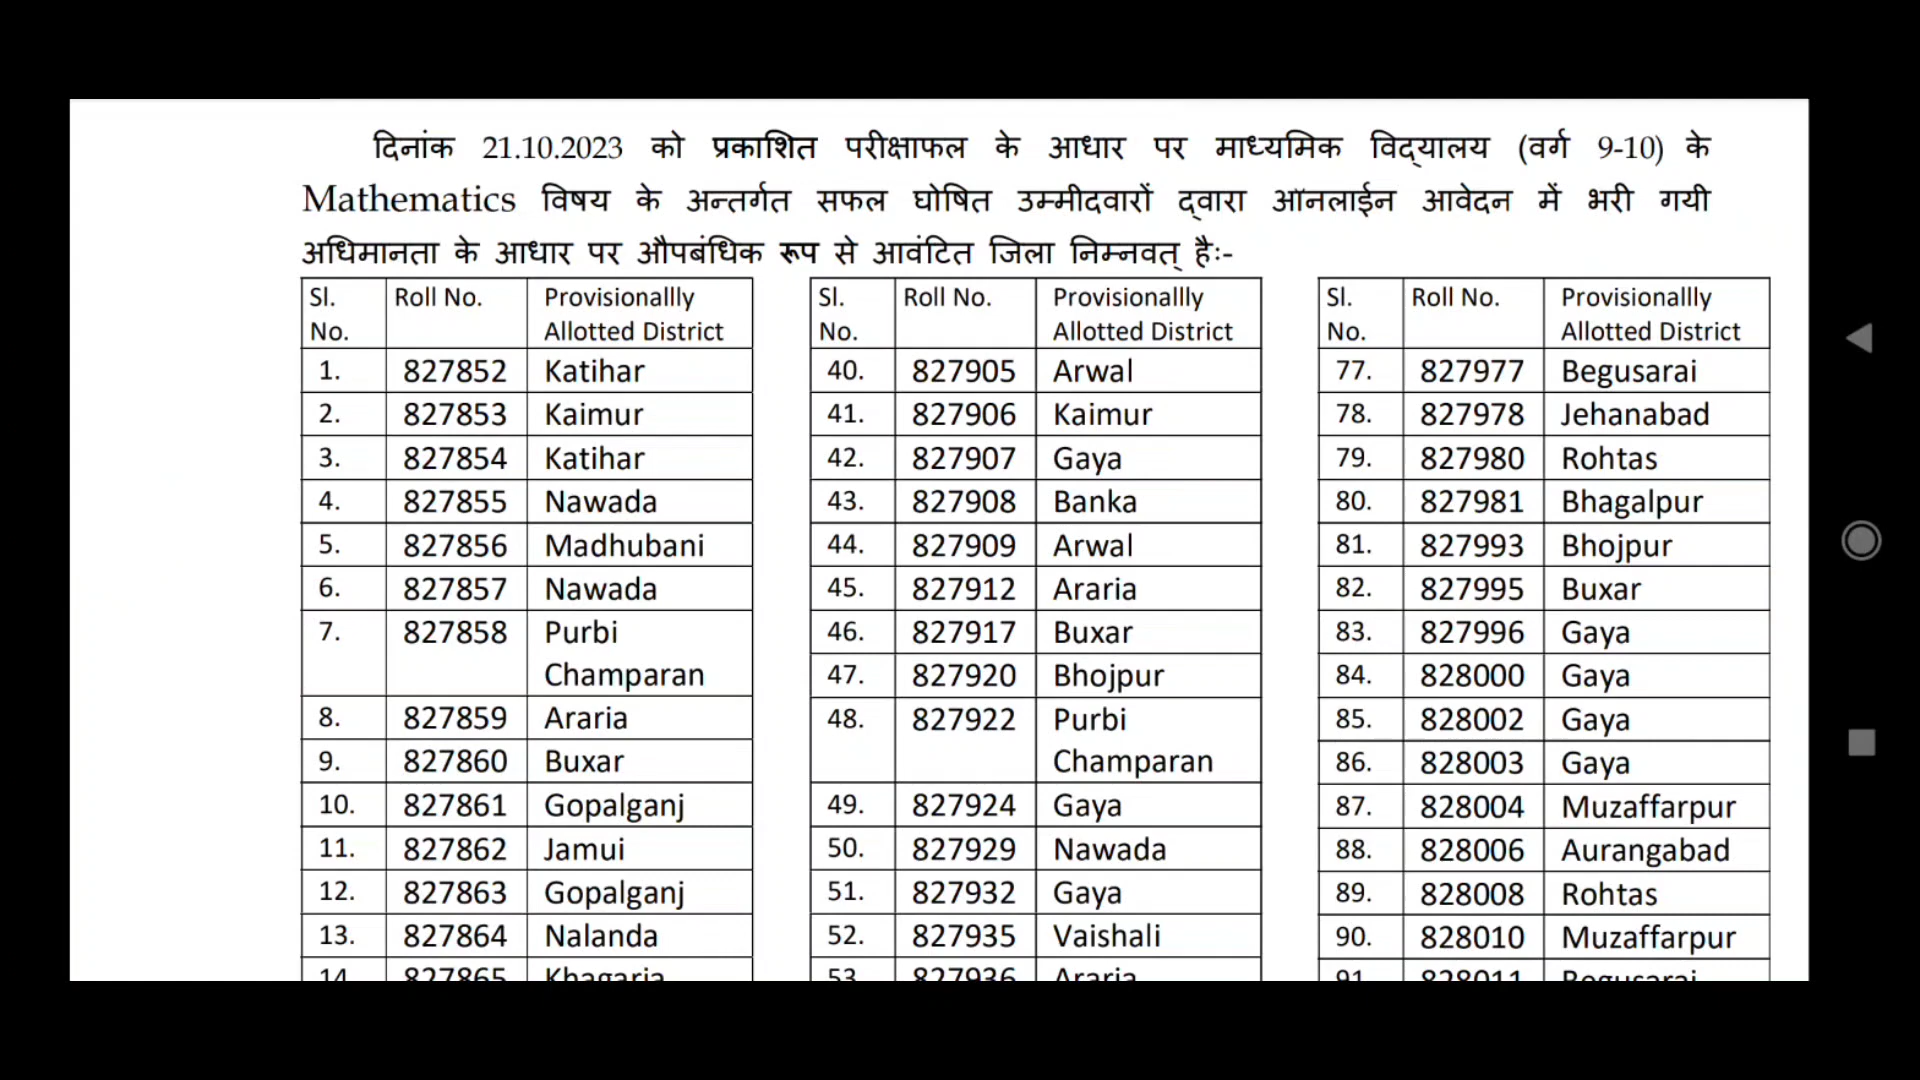 दिनांक 21.10.2023 को प्रकाशित परीक्षाफल के आधार पर माध्यमिक विद्यालय (वर्ग 9-10) के
Mathematics विषय के अन्तर्गत सफल घोषित उम्मीदवारों द्वारा ऑनलाईन आवेदन में भरी गयी
अधिमानता के आधार पर औपबंधिक रूप से आवंटित जिला निम्नवत् हैः-
Sl. No. Roll No. Provisionallly Allotted District
1. 827852 Katihar
2. 827853 Kaimur
3. 827854 Katihar
4. 827855 Nawada
5. 827856 Madhubani
6. 827857 Nawada
7. 827858 Purbi
Champaran
8. 827859 Araria
9. 827860 Buxar
10. 827861 Gopalganj
11. 827862 Jamui
12. 827863 Gopalganj
13. 827864 Nalanda
14. 827865 Khagaria
Sl. No. Roll No. Provisionallly Allotted District
40. 827905 Arwal
41. 827906 Kaimur
42. 827907 Gaya
43. 827908 Banka
44. 827909 Arwal
45. 827912 Araria
46. 827917 Buxar
47. 827920 Bhojpur
48. 827922 Purbi
Champaran
49. 827924 Gaya
50. 827929 Nawada
51. 827932 Gaya
52. 827935 Vaishali
53. 827936 Araria
Sl. No. Roll No. Provisionallly Allotted District
77. 827977 Begusarai
78. 827978 Jehanabad
79. 827980 Rohtas
80. 827981 Bhagalpur
81. 827993 Bhojpur
82. 827995 Buxar
83. 827996 Gaya
84. 828000 Gaya
85. 828002 Gaya
86. 828003 Gaya
87. 828004 Muzaffarpur
88. 828006 Aurangabad
89. 828008 Rohtas
90. 828010 Muzaffarpur
91. 828011 Begusarai